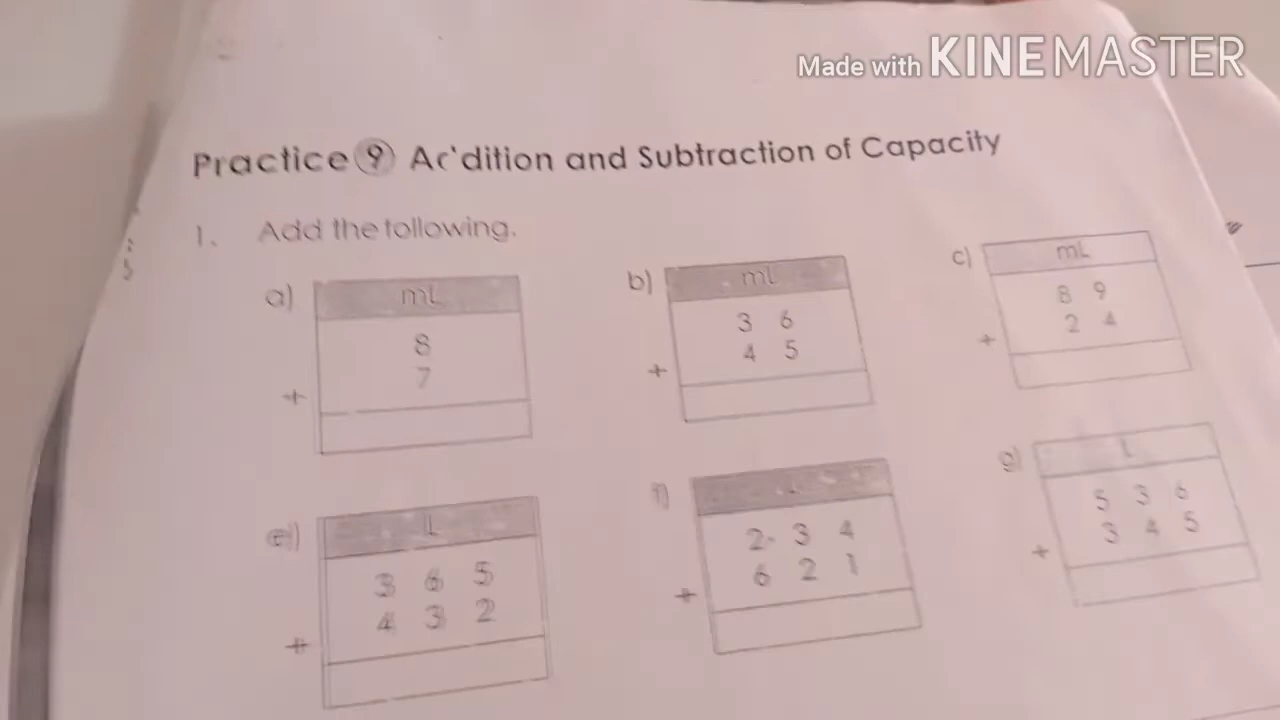 Made with KINEMASTER
Practice 9 Addition and Subtraction of Capacity
1. Add the following.
a) mL
8
7
+
b) mL
3 6
4 5
+
c) mL
8 9
2 4
+
e) L
3 6 5
4 3 2
+
f) L
2 3 4
6 2 1
+
g) L
5 3 6
3 4 5
+